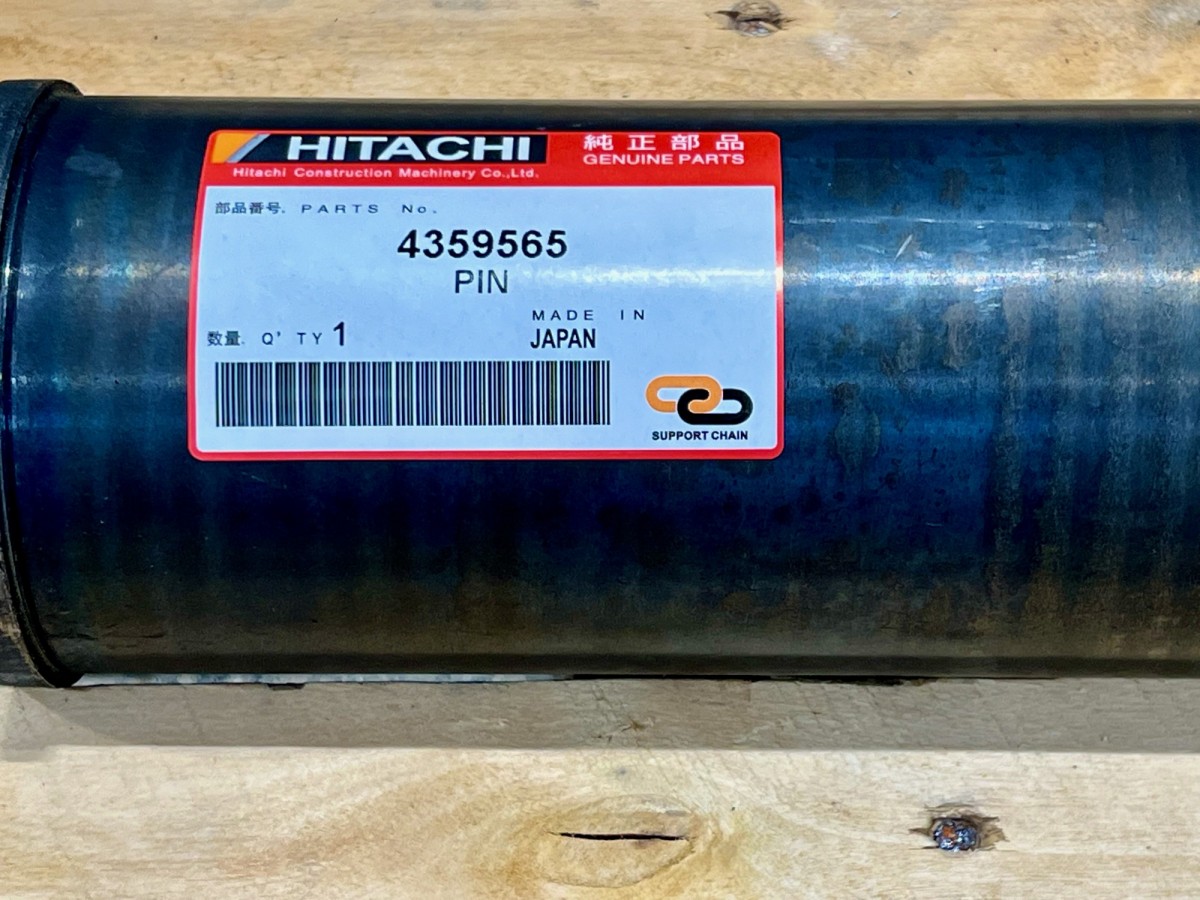 HITACHI
Hitachi Construction Machinery Co.,Ltd.
純正部品
GENUINE PARTS
部品番号. PARTS No.
4359565
PIN
MADE IN
JAPAN
数量. Q' TY 1
SUPPORT CHAIN